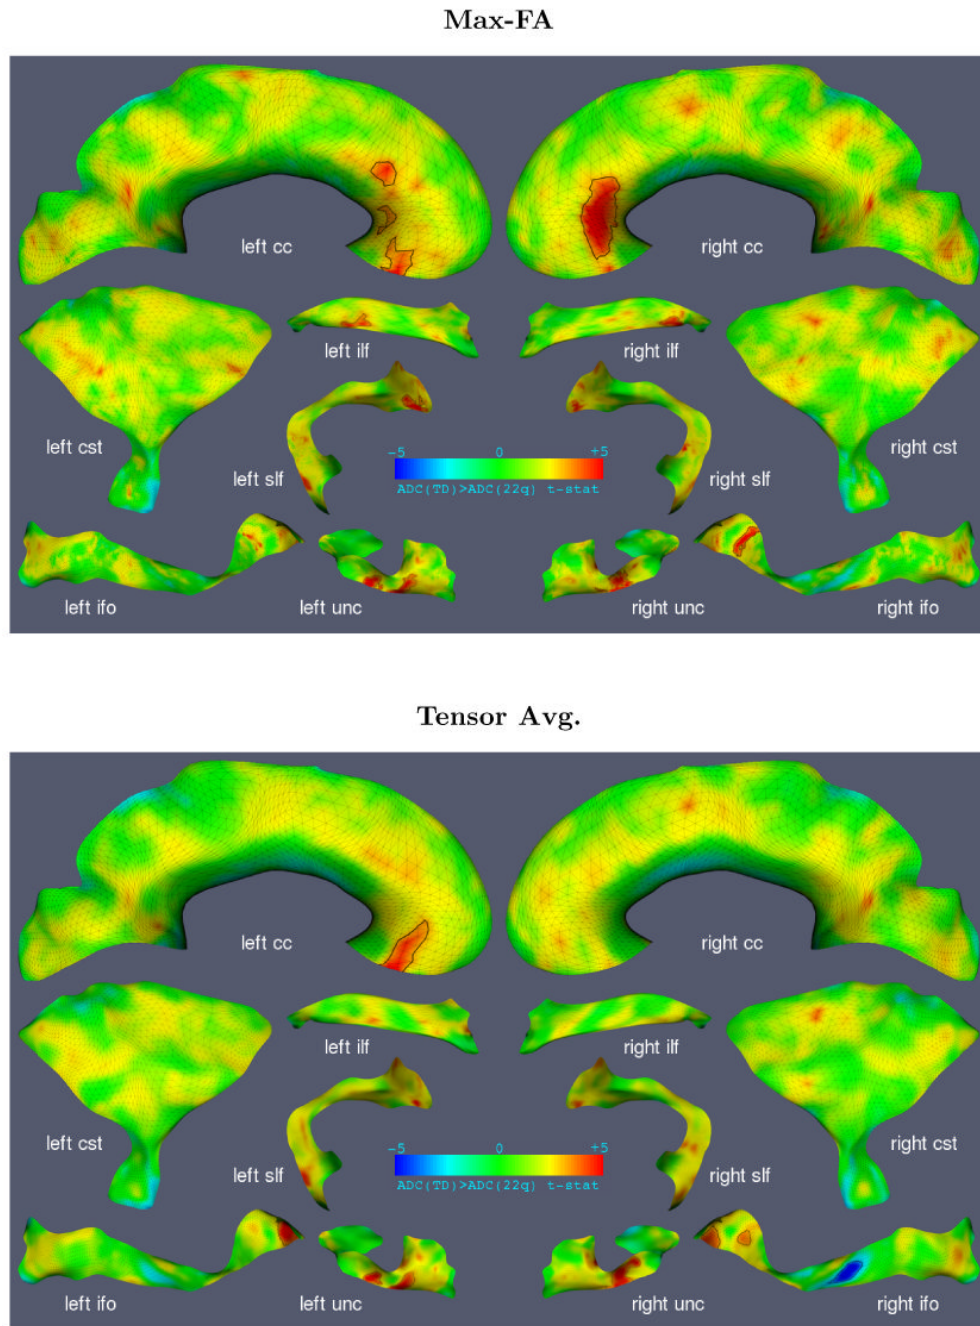 Max-FA
left cc
right cc
left ilf
right ilf
left cst
right cst
left slf
-5 0 +5
ADC(TD)>ADC(22q) t-stat
right slf
left ifo
left unc
right unc
right ifo
Tensor Avg.
left cc
right cc
left ilf
right ilf
left cst
right cst
left slf
-5 0 +5
ADC(TD)>ADC(22q) t-stat
right slf
left ifo
left unc
right unc
right ifo